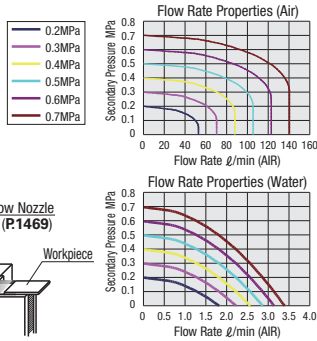 0.2MPa
0.3MPa
0.4MPa
0.5MPa
0.6MPa
0.7MPa
Flow Rate Properties (Air)
Secondary Pressure MPa
0.8
0.7
0.6
0.5
0.4
0.3
0.2
0.1
0
0 20 40 60 80 100 120 140 160
Flow Rate ℓ/min (AIR)
ow Nozzle
(P.1469)
Workpiece
Flow Rate Properties (Water)
Secondary Pressure MPa
0.8
0.7
0.6
0.5
0.4
0.3
0.2
0.1
0
0 0.5 1.0 1.5 2.0 2.5 3.0 3.5 4.0
Flow Rate ℓ/min (AIR)